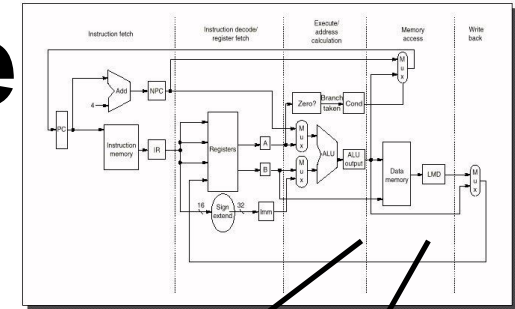 e
Instruction fetch
Instruction decode/
register fetch
Execute/
address
calculation
Memory
access
Write
back
Add
4
NPC
PC
Instruction
memory
IR
Registers
A
B
16
Sign
extend
32
Imm
Zero?
Branch
taken
Cond
M
u
x
M
u
x
M
u
x
ALU
ALU
output
Data
memory
LMD
M
u
x